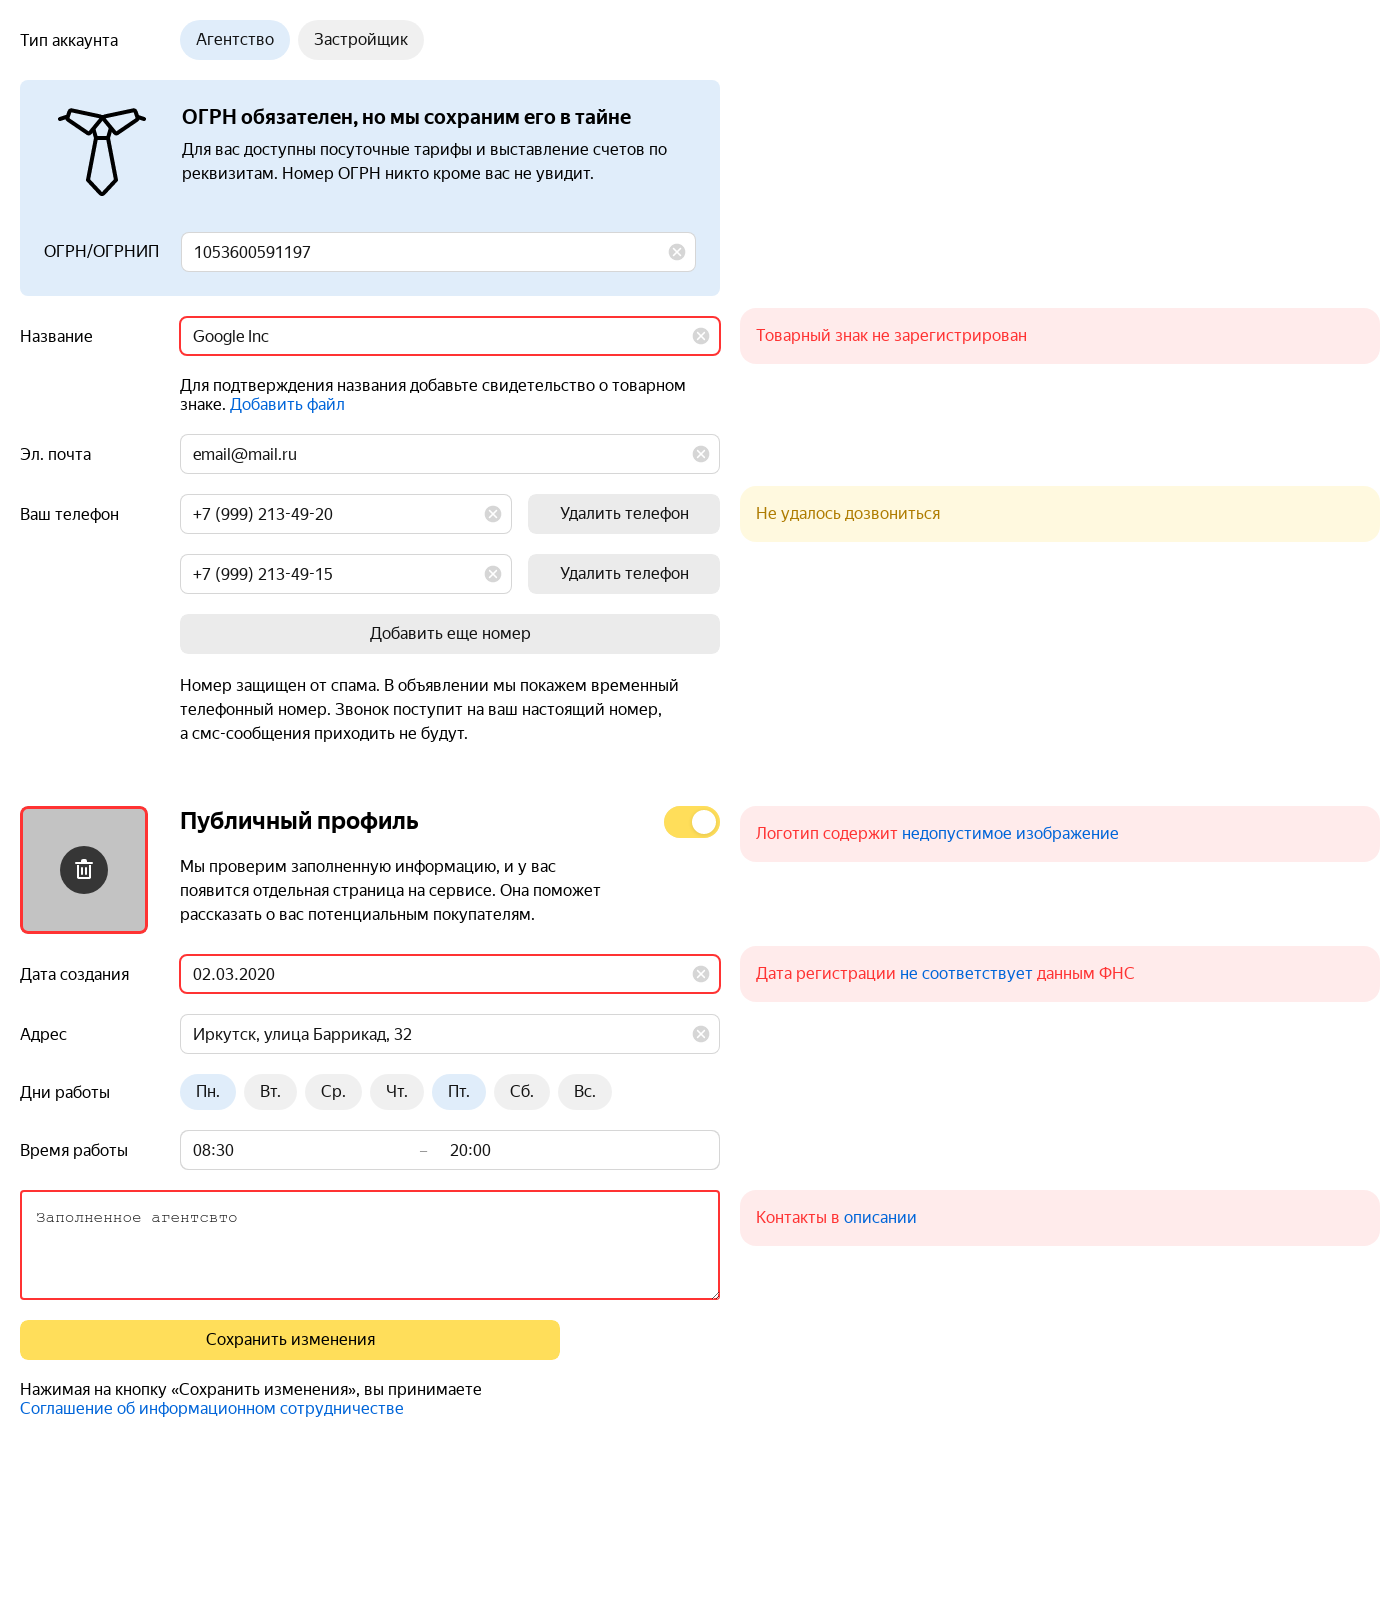 Тип аккаунта
Агентство
Застройщик
ОГРН обязателен, но мы сохраним его в тайне
Для вас доступны посуточные тарифы и выставление счетов по
реквизитам. Номер ОГРН никто кроме вас не увидит.
ОГРН/ОГРНИП
1053600591197
Название
Google Inc
Товарный знак не зарегистрирован
Для подтверждения названия добавьте свидетельство о товарном
знаке. Добавить файл
Эл. почта
email@mail.ru
Ваш телефон
+7 (999) 213-49-20
Удалить телефон
Не удалось дозвониться
+7 (999) 213-49-15
Удалить телефон
Добавить еще номер
Номер защищен от спама. В объявлении мы покажем временный
телефонный номер. Звонок поступит на ваш настоящий номер,
а смс-сообщения приходить не будут.
Публичный профиль
Логотип содержит недопустимое изображение
Мы проверим заполненную информацию, и у вас
появится отдельная страница на сервисе. Она поможет
рассказать о вас потенциальным покупателям.
Дата создания
02.03.2020
Дата регистрации не соответствует данным ФНС
Адрес
Иркутск, улица Баррикад, 32
Дни работы
Пн.
Вт.
Ср.
Чт.
Пт.
Сб.
Вс.
Время работы
08:30 – 20:00
Заполненное агентсвто
Контакты в описании
Сохранить изменения
Нажимая на кнопку «Сохранить изменения», вы принимаете
Соглашение об информационном сотрудничестве